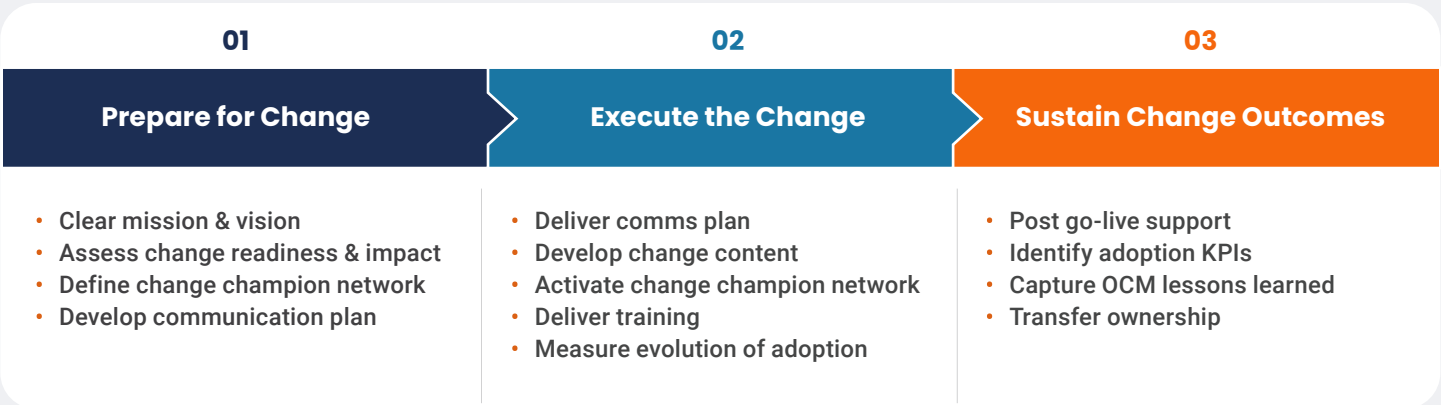 01
Prepare for Change
• Clear mission & vision
• Assess change readiness & impact
• Define change champion network
• Develop communication plan
02
Execute the Change
• Deliver comms plan
• Develop change content
• Activate change champion network
• Deliver training
• Measure evolution of adoption
03
Sustain Change Outcomes
• Post go-live support
• Identify adoption KPIs
• Capture OCM lessons learned
• Transfer ownership